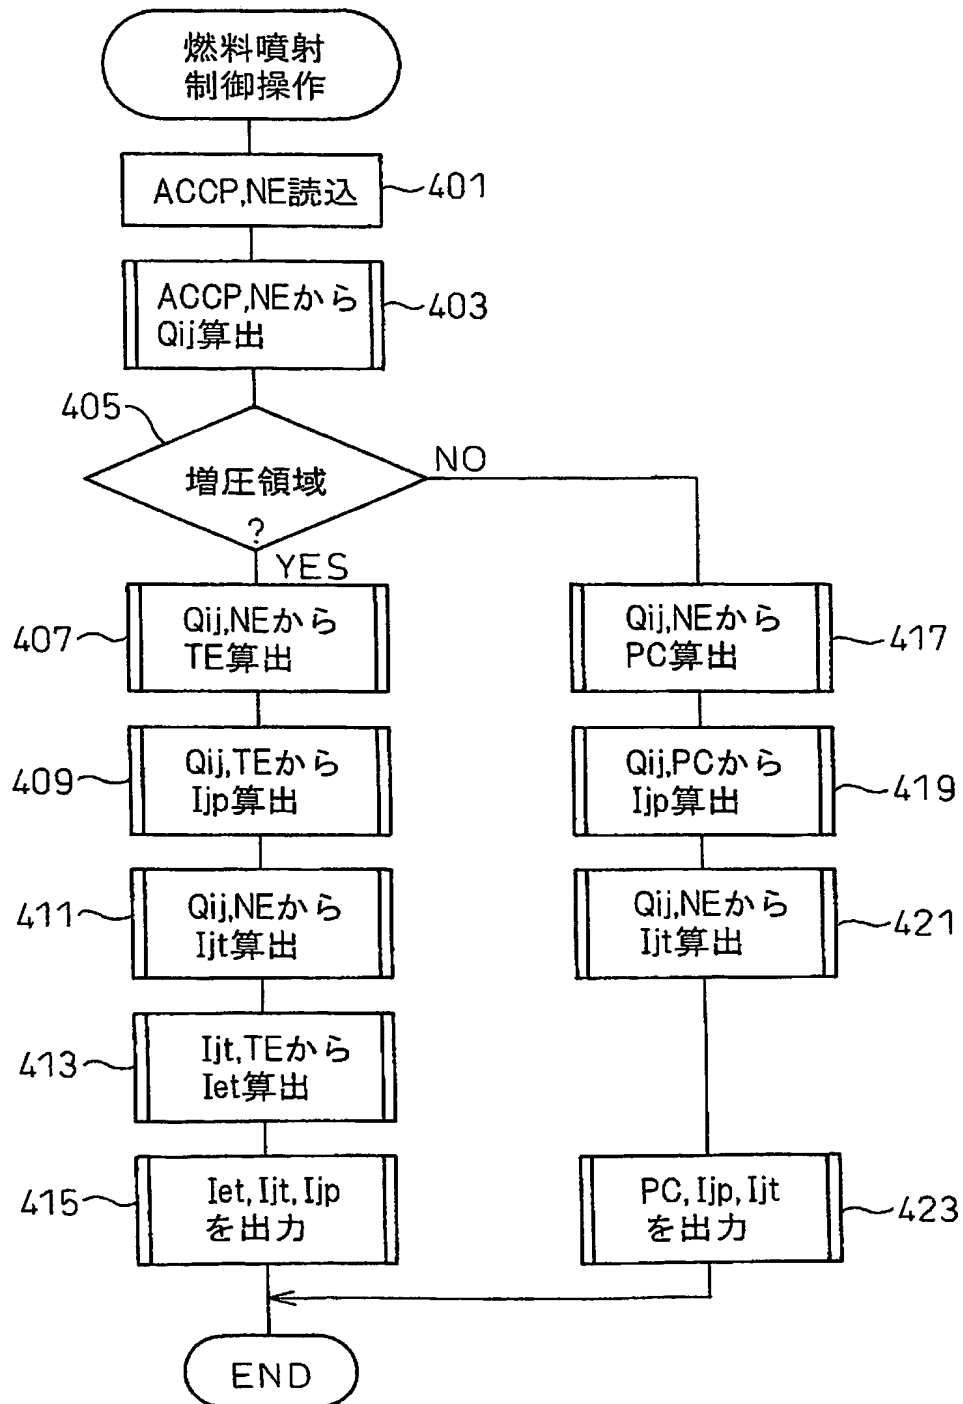 燃料噴射
制御操作
ACCP,NE読込
401
ACCP,NEから
Qij算出
403
405
増圧領域
?
NO
YES
407
Qij,NEから
TE算出
Qij,NEから
PC算出
417
409
Qij,TEから
Ijp算出
Qij,PCから
Ijp算出
419
411
Qij,NEから
Ijt算出
Qij,NEから
Ijt算出
421
413
Ijt,TEから
Iet算出
415
Iet,Ijt,Ijp
を出力
PC,Ijp,Ijt
を出力
423
END